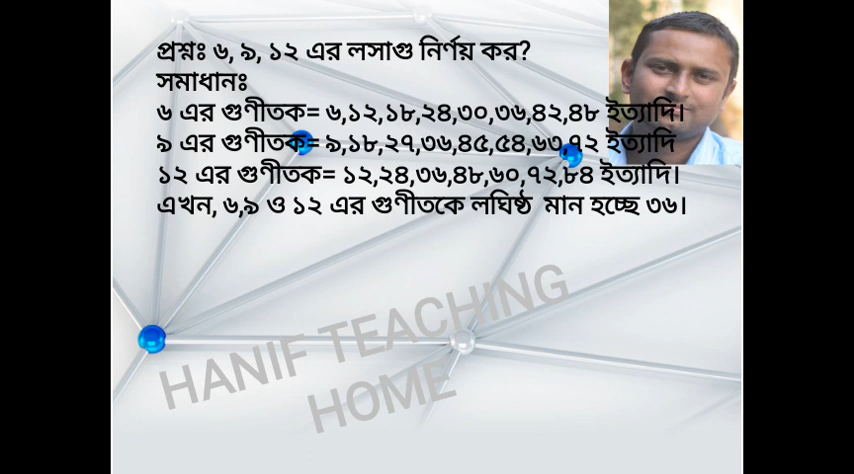 প্রশ্নঃ ৬, ৯, ১২ এর লসাগু নির্ণয় কর?
সমাধানঃ
৬ এর গুণীতক= ৬,১২,১৮,২৪,৩০,৩৬,৪২,৪৮ ইত্যাদি।
৯ এর গুণীতক= ৯,১৮,২৭,৩৬,৪৫,৫৪,৬৩,৭২ ইত্যাদি
১২ এর গুণীতক= ১২,২৪,৩৬,৪৮,৬০,৭২,৮৪ ইত্যাদি।
এখন, ৬,৯ ও ১২ এর গুণীতকে লঘিষ্ঠ মান হচ্ছে ৩৬।
HANIF TEACHING
HOME